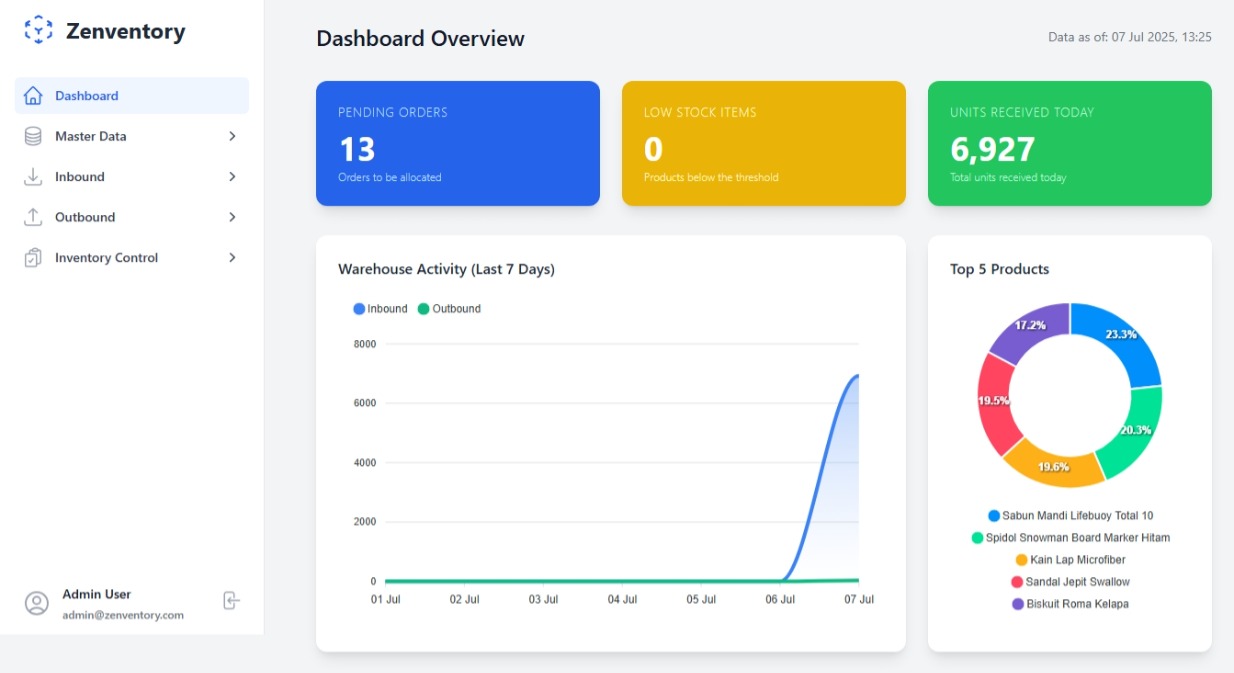 Zenventory
Dashboard
Master Data
Inbound
Outbound
Inventory Control
Admin User
admin@zenventory.com
Dashboard Overview
Data as of: 07 Jul 2025, 13:25
PENDING ORDERS
13
Orders to be allocated
LOW STOCK ITEMS
0
Products below the threshold
UNITS RECEIVED TODAY
6,927
Total units received today
Warehouse Activity (Last 7 Days)
Inbound Outbound
8000
6000
4000
2000
0
01 Jul 02 Jul 03 Jul 04 Jul 05 Jul 06 Jul 07 Jul
Top 5 Products
17.2%
23.3%
19.5%
20.3%
19.6%
Sabun Mandi Lifebuoy Total 10
Spidol Snowman Board Marker Hitam
Kain Lap Microfiber
Sandal Jepit Swallow
Biskuit Roma Kelapa